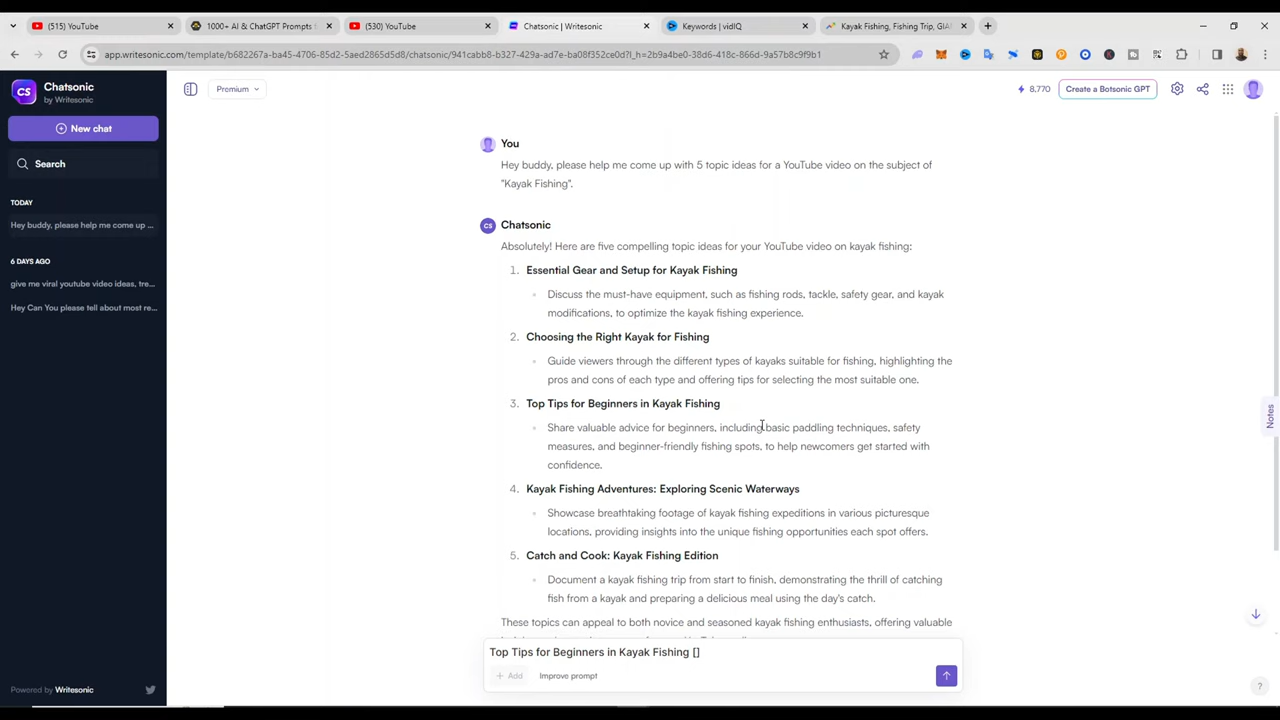 (515) YouTube
1000+ AI & ChatGPT Prompts
(530) YouTube
Chatsonic | Writesonic
Keywords | vidIQ
Kayak Fishing, Fishing Trip, GIA
app.writesonic.com/template/b682267a-ba45-4706-85d2-5aed2865d5d8/chatsonic/941cabb8-b327-429a-ad7e-ba08f352ce0d?l_h=2b9a4be0-38d6-418c-866d-9a57b8c9f9b1
CS
Chatsonic
by Writesonic
Premium
8,770
Create a Botsonic GPT
New chat
Search
TODAY
Hey buddy, please help me come up ...
6 DAYS AGO
give me viral youtube video ideas, tre...
Hey Can You please tell about most re...
Powered by Writesonic
You
Hey buddy, please help me come up with 5 topic ideas for a YouTube video on the subject of
"Kayak Fishing".
CS Chatsonic
Absolutely! Here are five compelling topic ideas for your YouTube video on kayak fishing:
1. Essential Gear and Setup for Kayak Fishing
Discuss the must-have equipment, such as fishing rods, tackle, safety gear, and kayak
modifications, to optimize the kayak fishing experience.
2. Choosing the Right Kayak for Fishing
Guide viewers through the different types of kayaks suitable for fishing, highlighting the
pros and cons of each type and offering tips for selecting the most suitable one.
3. Top Tips for Beginners in Kayak Fishing
Share valuable advice for beginners, including basic paddling techniques, safety
measures, and beginner-friendly fishing spots, to help newcomers get started with
confidence.
4. Kayak Fishing Adventures: Exploring Scenic Waterways
Showcase breathtaking footage of kayak fishing expeditions in various picturesque
locations, providing insights into the unique fishing opportunities each spot offers.
5. Catch and Cook: Kayak Fishing Edition
Document a kayak fishing trip from start to finish, demonstrating the thrill of catching
fish from a kayak and preparing a delicious meal using the day's catch.
These topics can appeal to both novice and seasoned kayak fishing enthusiasts, offering valuable
Top Tips for Beginners in Kayak Fishing []
+ Add
Improve prompt
Notes
?